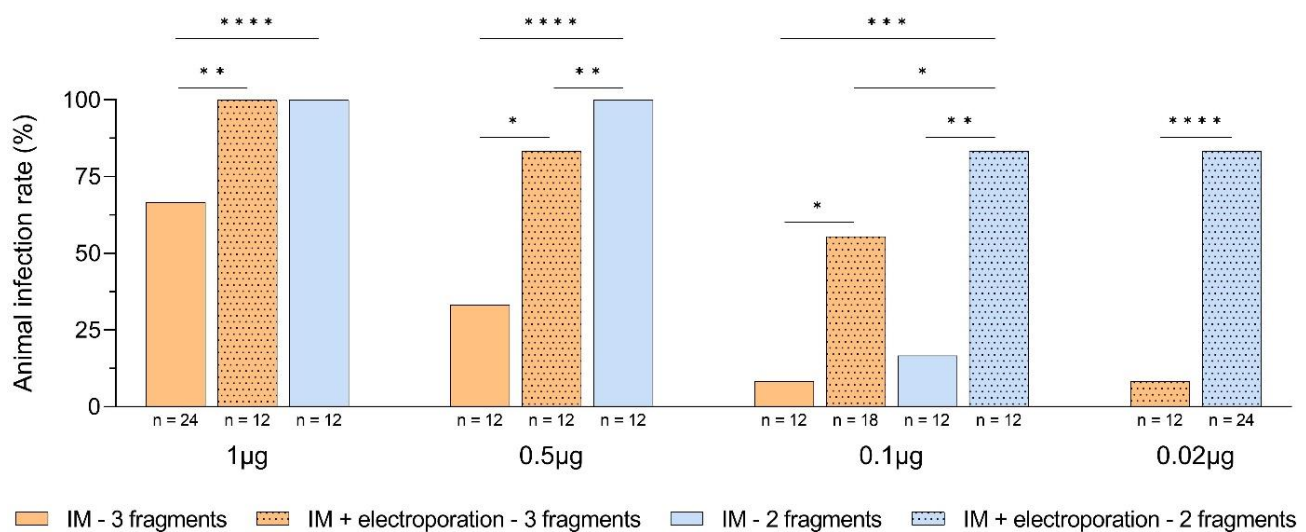 **** **** ***
** ** *
* ** ****
*
Animal infection rate (%)
100
75
50
25
0
n = 24 n = 12 n = 12 n = 12 n = 12 n = 12 n = 12 n = 18 n = 12 n = 12 n = 12 n = 24
1µg 0.5µg 0.1µg 0.02µg
IM - 3 fragments IM + electroporation - 3 fragments IM - 2 fragments IM + electroporation - 2 fragments